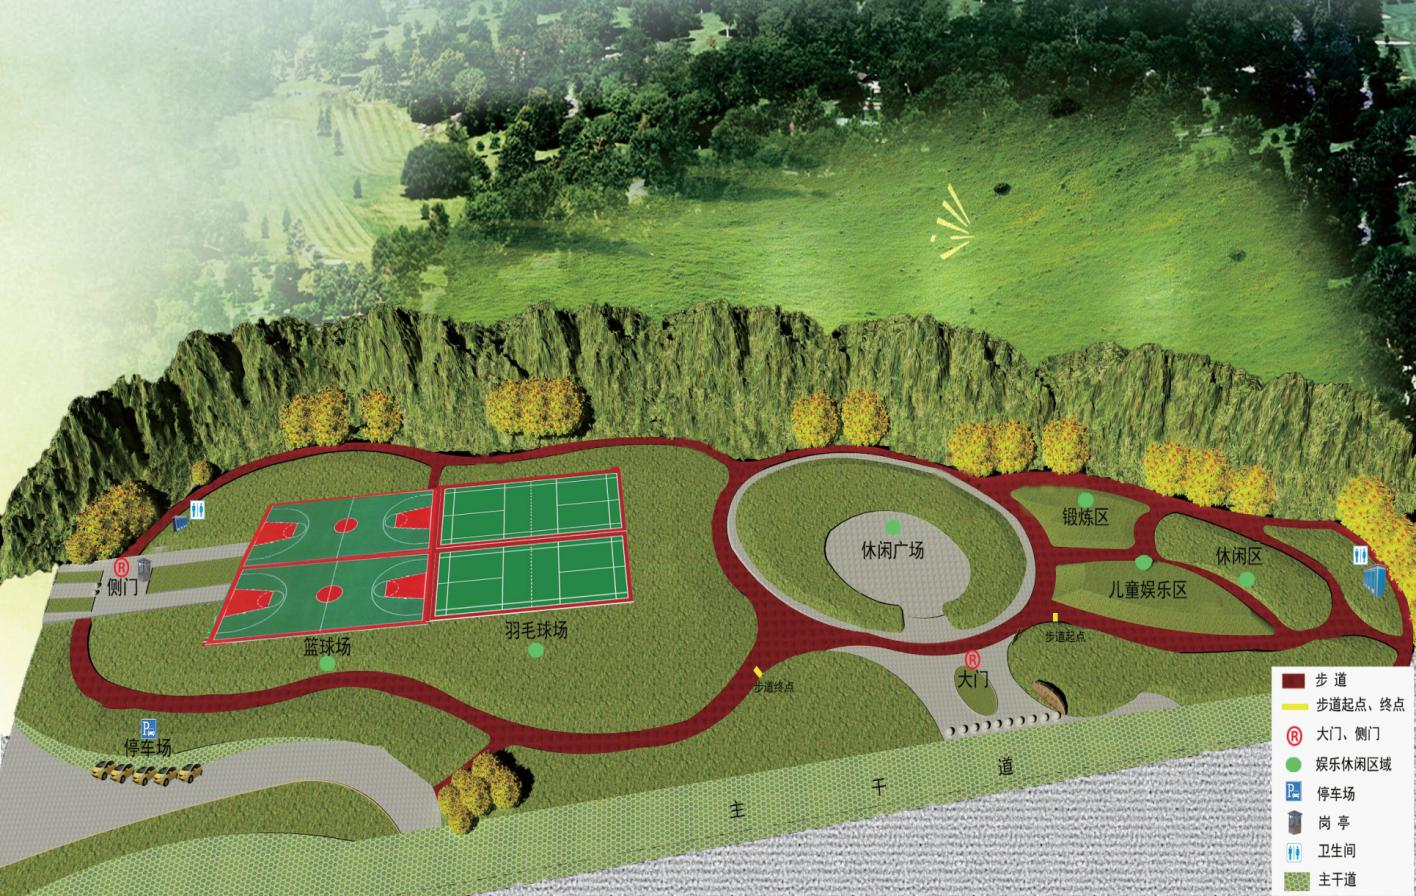 锻炼区
休闲广场
休闲区
侧门
儿童娱乐区
羽毛球场
步道起点
篮球场
R
大门
步道终点
P
停车场
主干道
步 道
步道起点、终点
R
大门、侧门
娱乐休闲区域
P
停车场
岗 亭
卫生间
主干道